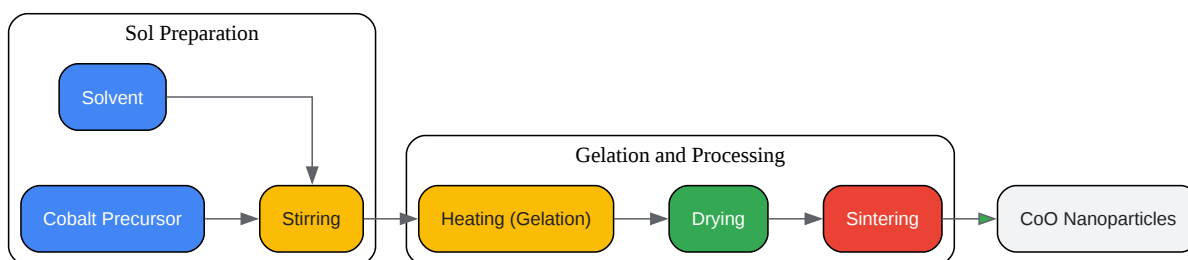 Sol Preparation
Solvent
Cobalt Precursor
Stirring
Gelation and Processing
Heating (Gelation)
Drying
Sintering
CoO Nanoparticles